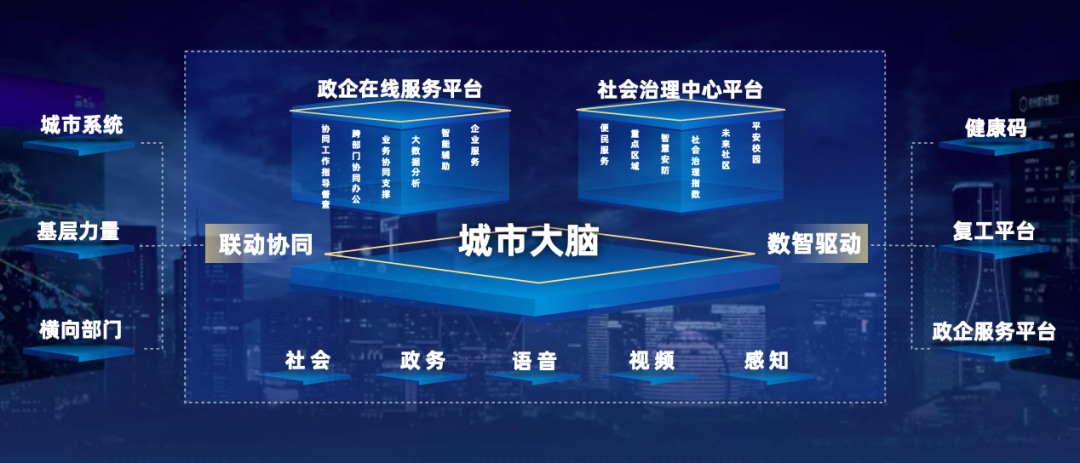 政企在线服务平台
社会治理中心平台
协同工作指导督查
跨部门协同办公
业务协同支撑
大数据分析
智能辅助
企业服务
便民服务
重点区域
智慧安防
社会治理指数
未来社区
平安校园
城市系统
基层力量
横向部门
联动协同
城市大脑
数智驱动
健康码
复工平台
政企服务平台
社会
政务
语音
视频
感知